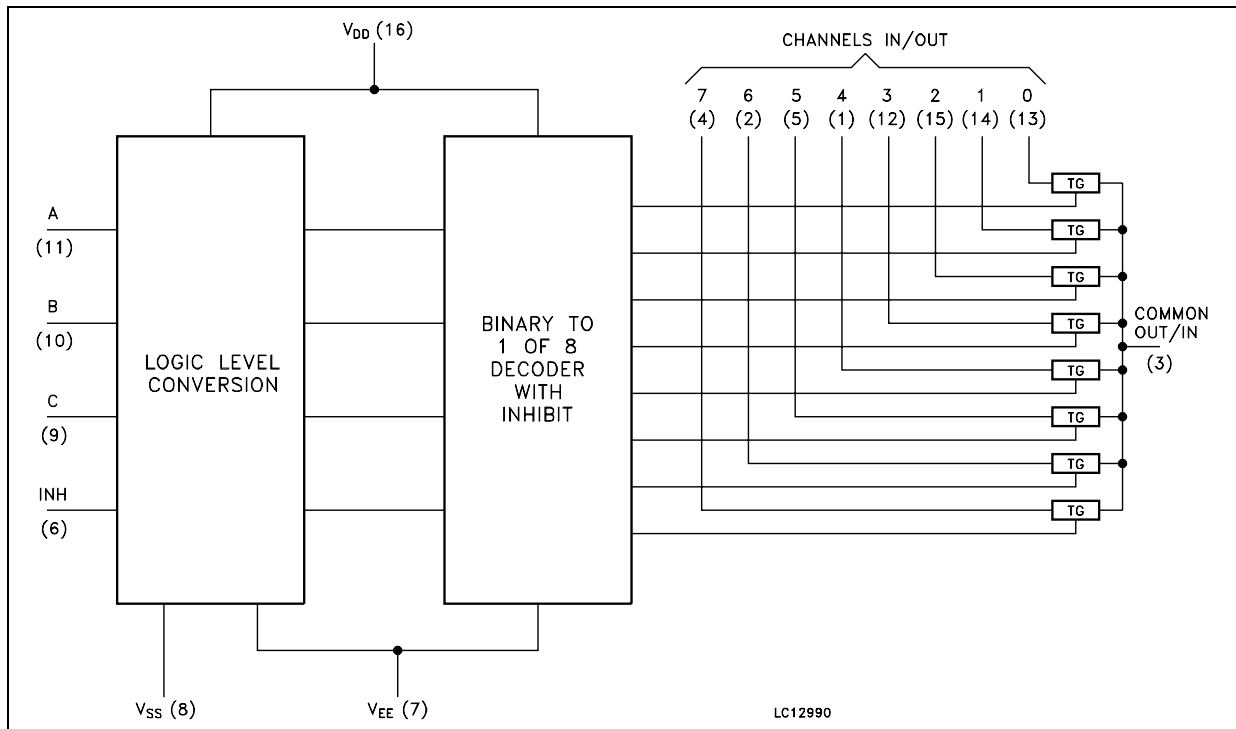 V_DD (16)
CHANNELS IN/OUT
7 6 5 4 3 2 1 0
(4) (2) (5) (1) (12) (15) (14) (13)
A
(11)
B
(10)
C
(9)
INH
(6)
LOGIC LEVEL
CONVERSION
BINARY TO
1 OF 8
DECODER
WITH
INHIBIT
TG
TG
TG
TG
TG
TG
TG
TG
COMMON
OUT/IN
(3)
V_SS (8)
V_EE (7)
LC12990